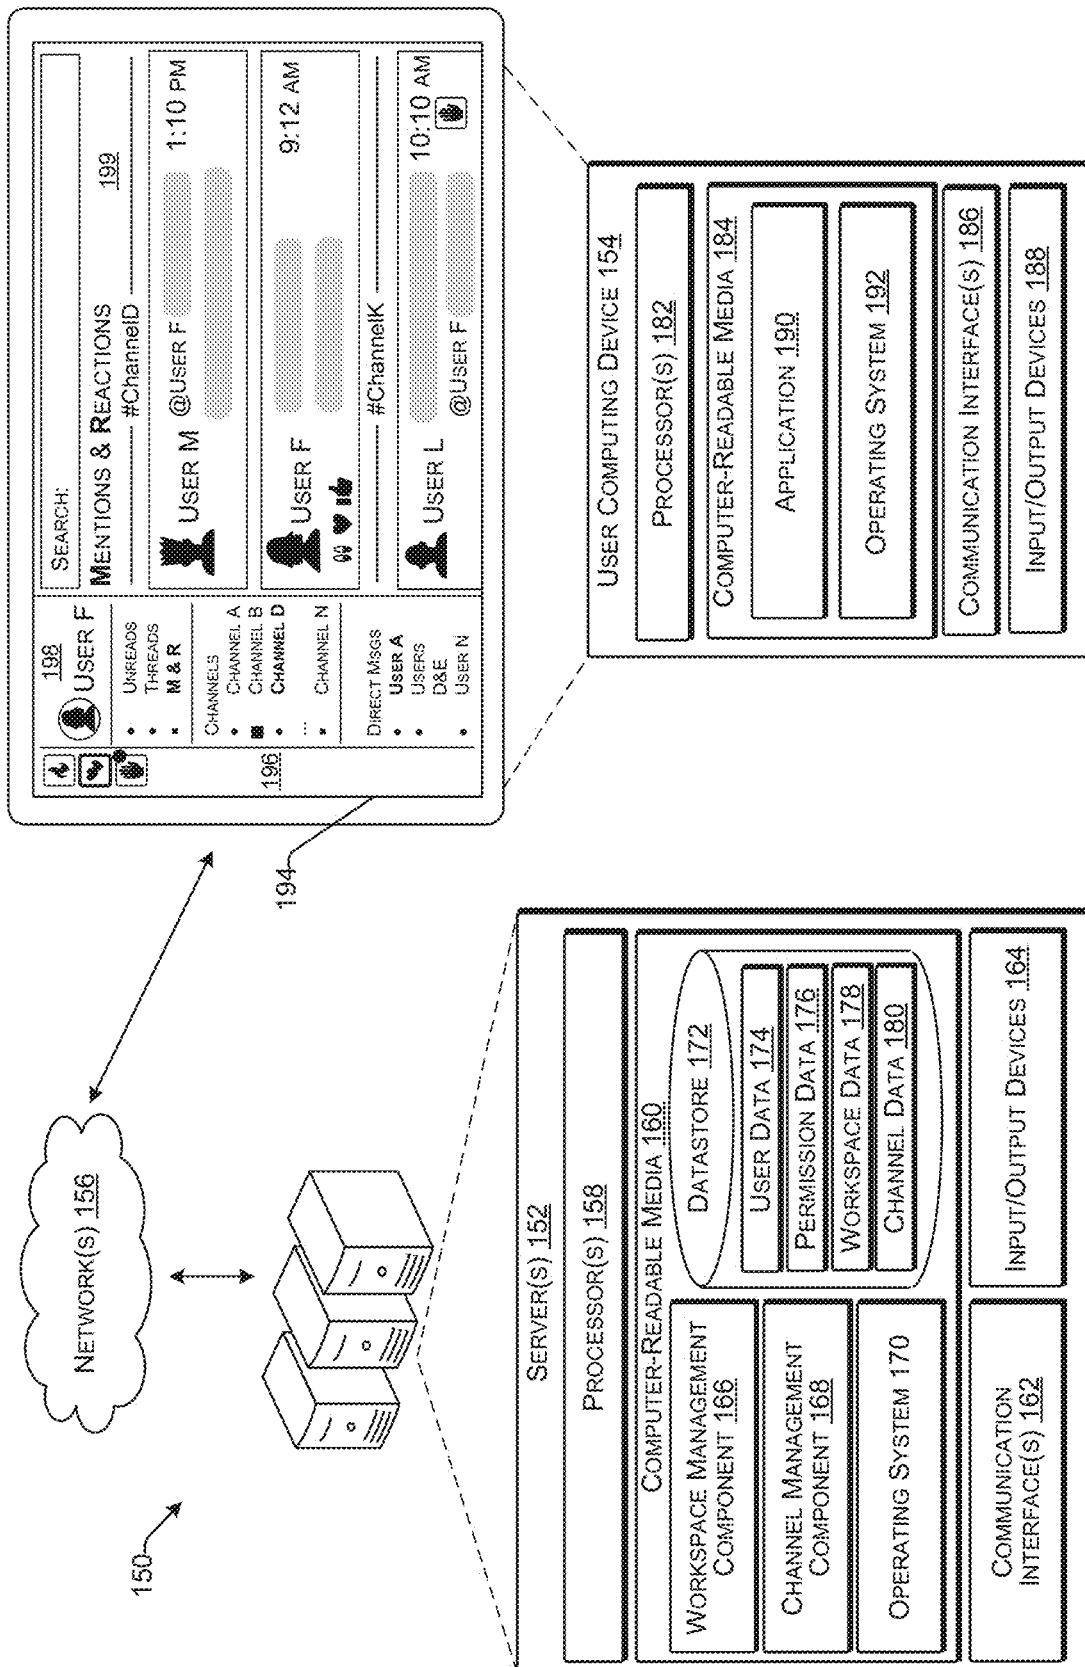 150
NETWORK(S) 156
194
SEARCH:
198
USER F
UNREADS
THREADS
M & R
CHANNELS
CHANNEL A
CHANNEL B
CHANNEL D
...
CHANNEL N
DIRECT MSGS
USER A
USERS
D&E
USER N
196
MENTIONS & REACTIONS
199
#ChannelD
USER M @USER F 1:10 PM
USER F 9:12 AM
#ChannelK
USER L 10:10 AM
@USER F
SERVER(S) 152
PROCESSOR(S) 158
COMPUTER-READABLE MEDIA 160
WORKSPACE MANAGEMENT
COMPONENT 166
CHANNEL MANAGEMENT
COMPONENT 168
OPERATING SYSTEM 170
DATASTORE 172
USER DATA 174
PERMISSION DATA 176
WORKSPACE DATA 178
CHANNEL DATA 180
COMMUNICATION
INTERFACE(S) 162
INPUT/OUTPUT DEVICES 164
USER COMPUTING DEVICE 154
PROCESSOR(S) 182
COMPUTER-READABLE MEDIA 184
APPLICATION 190
OPERATING SYSTEM 192
COMMUNICATION INTERFACE(S) 186
INPUT/OUTPUT DEVICES 188